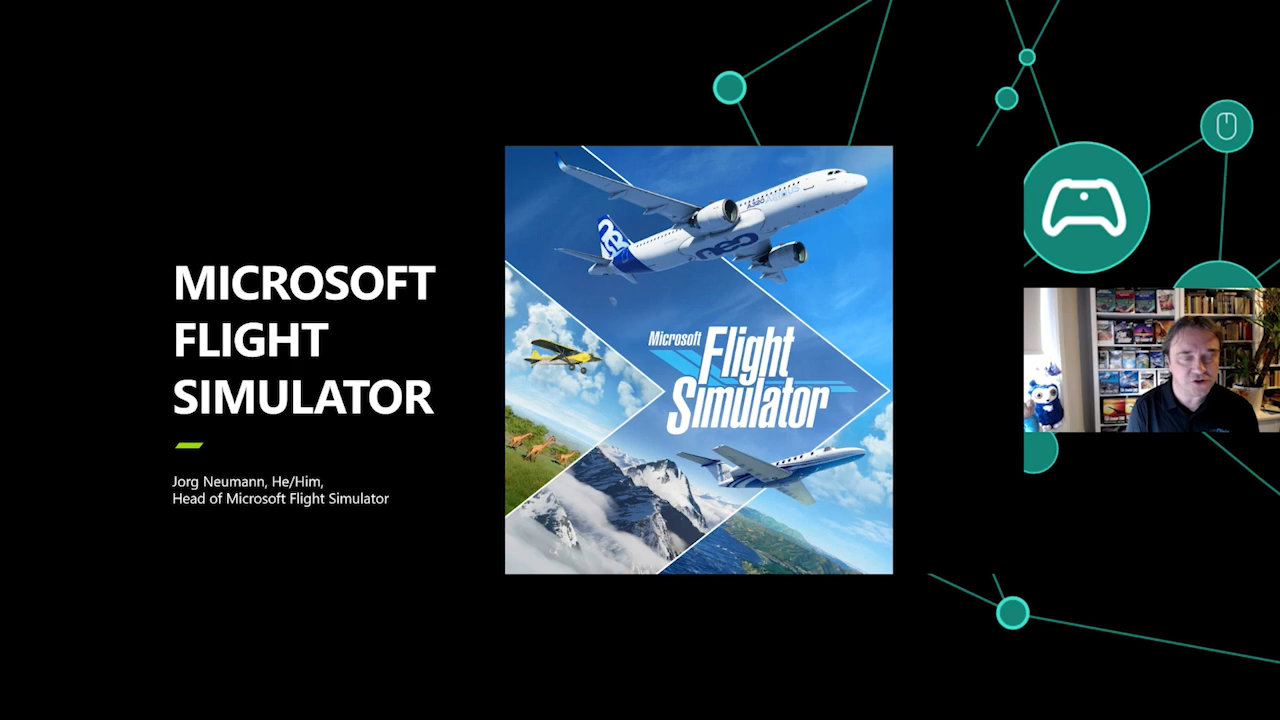 MICROSOFT
FLIGHT
SIMULATOR
Jorg Neumann, He/Him,
Head of Microsoft Flight Simulator
Microsoft
Flight
Simulator
neo